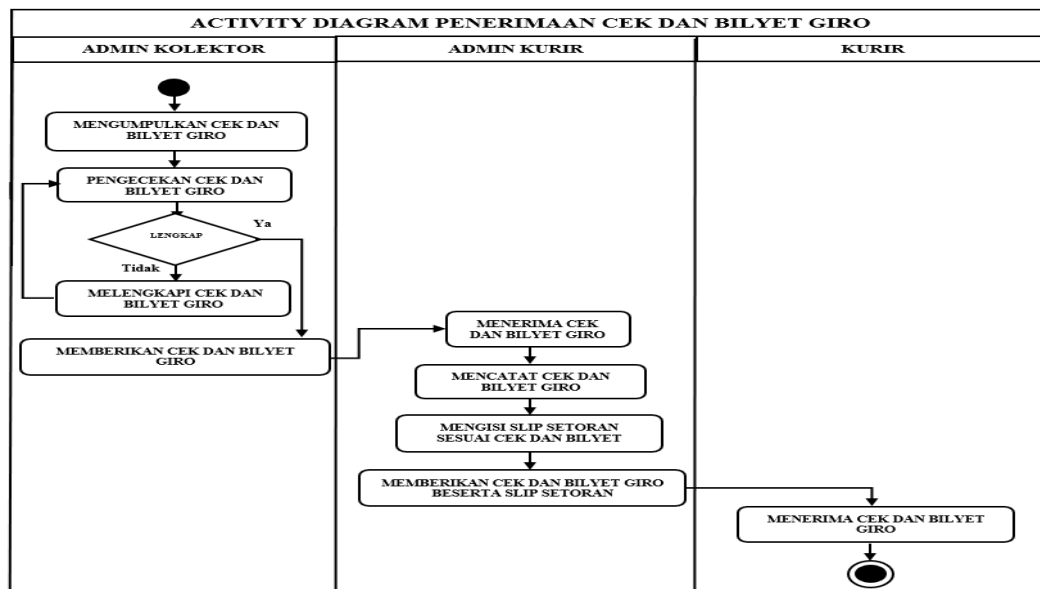 ACTIVITY DIAGRAM PENERIMAAN CEK DAN BILYET GIRO
ADMIN KOLEKTOR
ADMIN KURIR
KURIR
MENGUMPULKAN CEK DAN
BILYET GIRO
PENGECEKAN CEK DAN
BILYET GIRO
LENGKAP
Ya
Tidak
MELENGKAPI CEK DAN
BILYET GIRO
MEMBERIKAN CEK DAN BILYET
GIRO
MENERIMA CEK
DAN BILYET GIRO
MENCATAT CEK DAN
BILYET GIRO
MENGISI SLIP SETORAN
SESUAI CEK DAN BILYET
MEMBERIKAN CEK DAN BILYET GIRO
BESERTA SLIP SETORAN
MENERIMA CEK DAN BILYET
GIRO